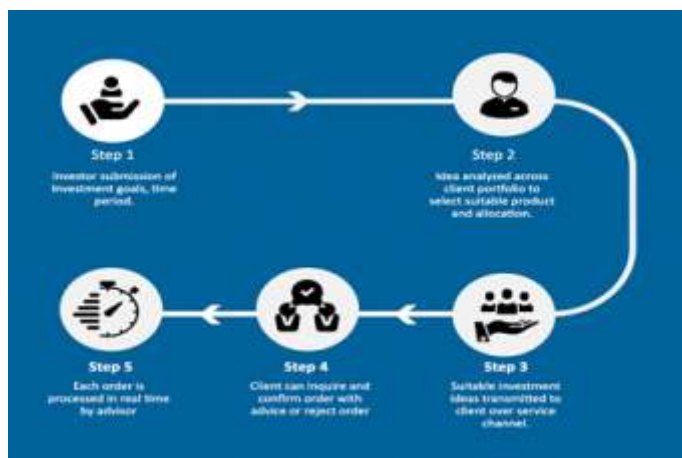 Step 1
Investor submission of
Investment goals, time
period.
Step 2
Idea analyzed across
client portfolio to
select suitable product
and allocation.
Step 3
Suitable investment
ideas transmitted to
client over service
channel.
Step 4
Client can inquire and
confirm order with
advice or reject order
Step 5
Each order is
processed in real time
by advisor